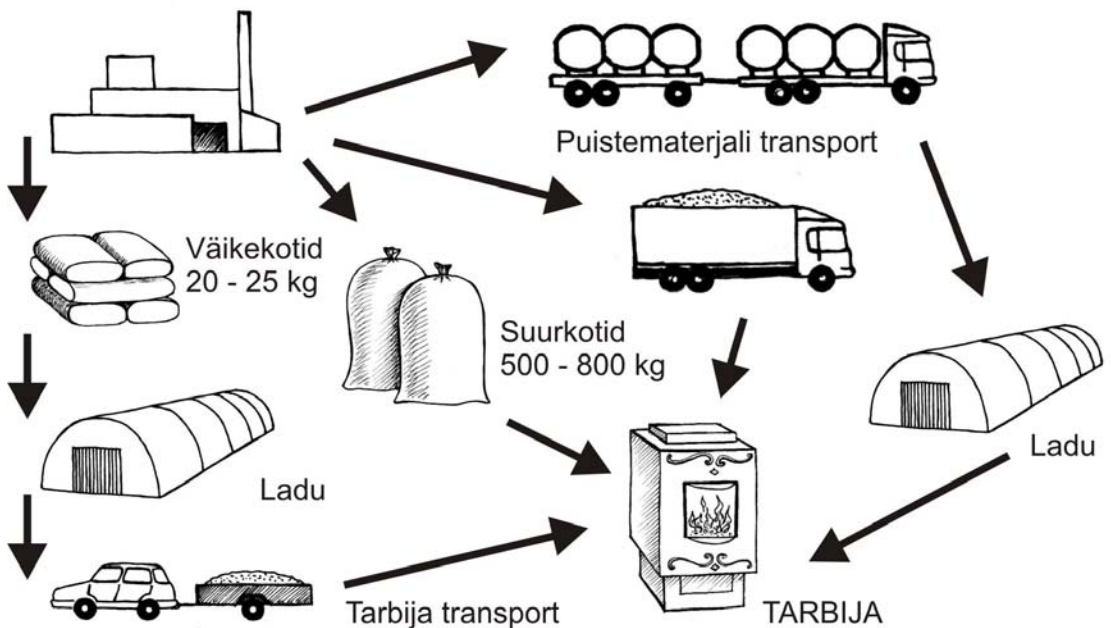 Puistematerjali transport
Väikekotid
20 - 25 kg
Suurkotid
500 - 800 kg
Ladu
Ladu
Tarbija transport
TARBIJA